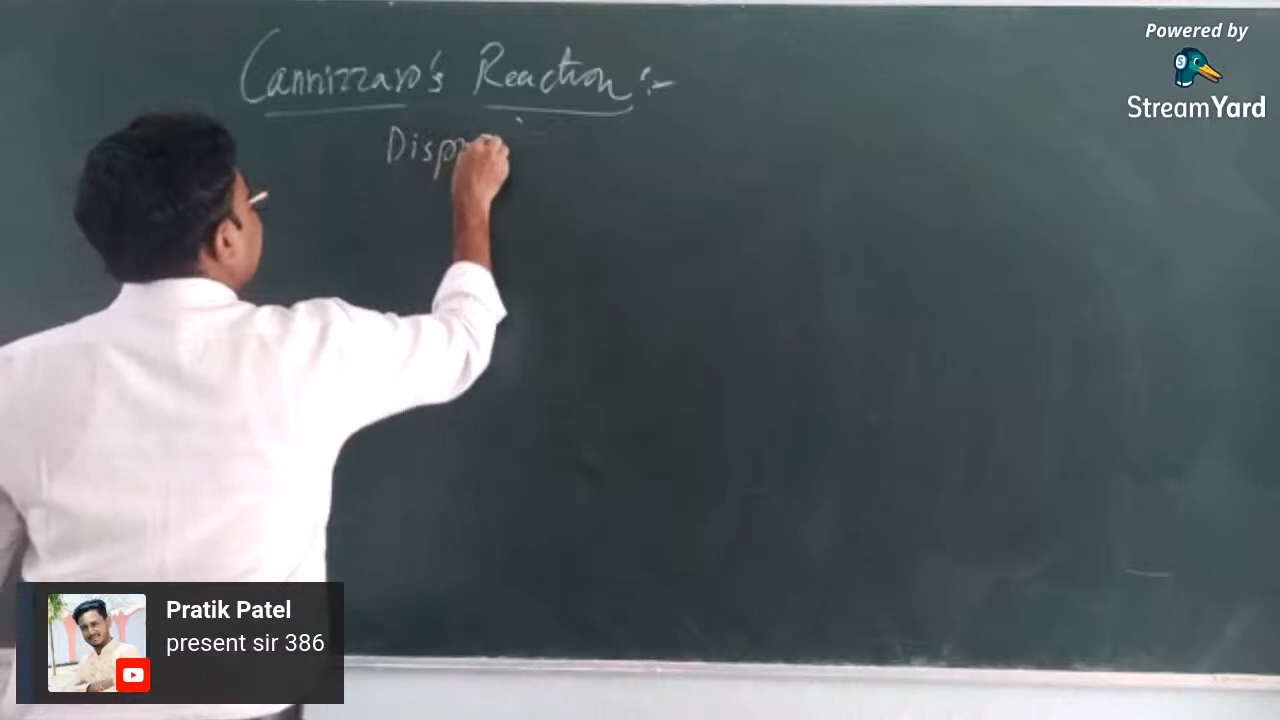 Cannizzaro's Reaction :-
Powered by
StreamYard
Pratik Patel
present sir 386